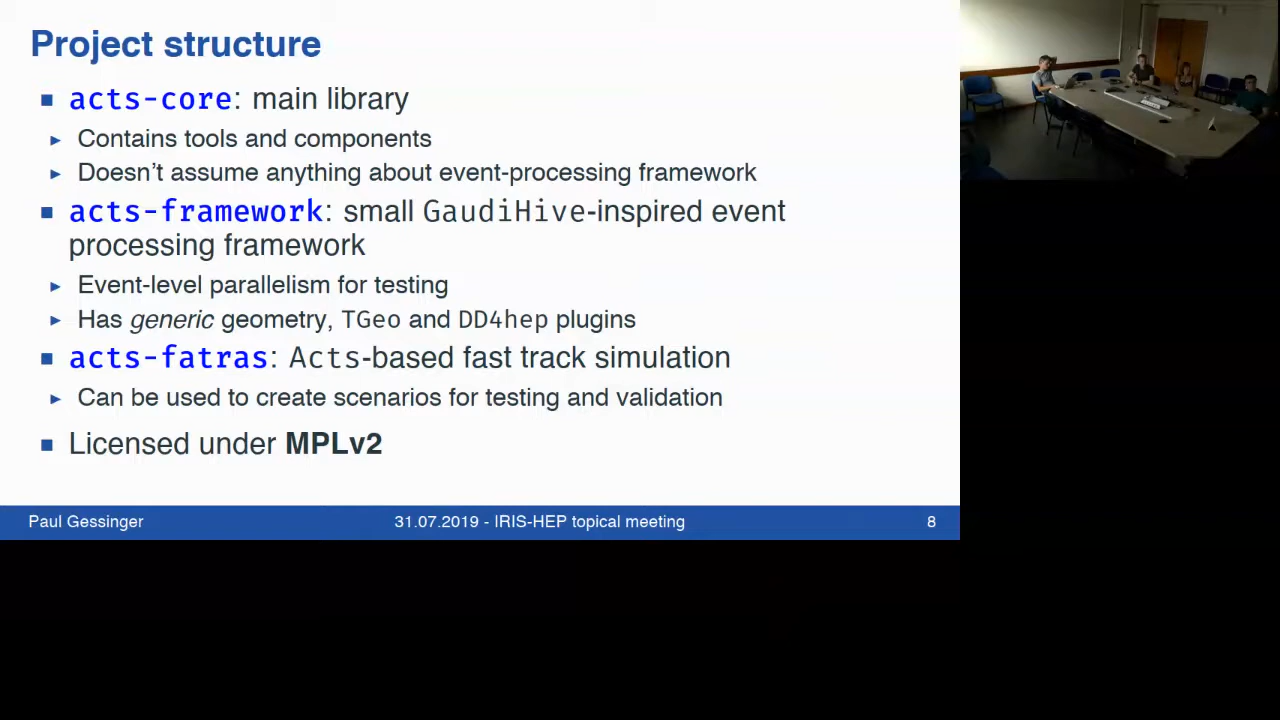 Project structure
acts-core: main library
Contains tools and components
Doesn't assume anything about event-processing framework
acts-framework: small GaudiHive-inspired event
processing framework
Event-level parallelism for testing
Has generic geometry, TGeo and DD4hep plugins
acts-fatras: Acts-based fast track simulation
Can be used to create scenarios for testing and validation
Licensed under MPLv2
Paul Gessinger 31.07.2019 - IRIS-HEP topical meeting 8